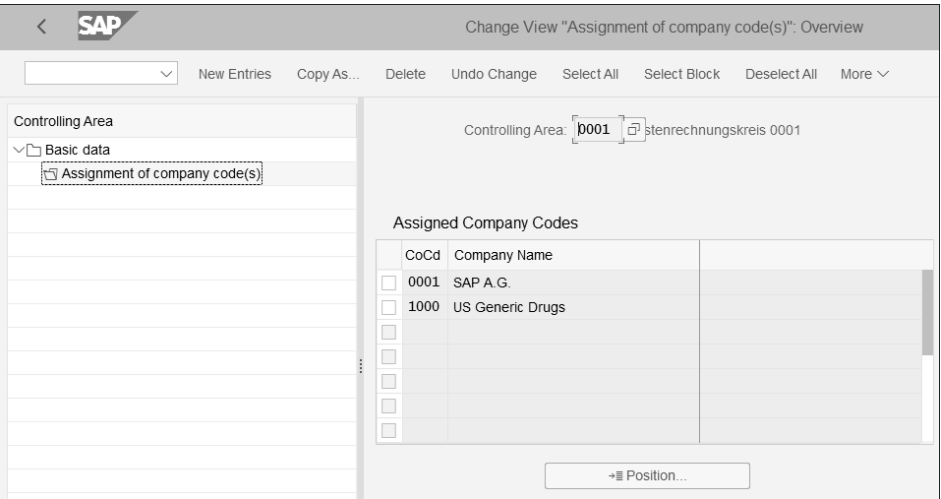 SAP
Change View "Assignment of company code(s)": Overview
New Entries Copy As... Delete Undo Change Select All Select Block Deselect All More
Controlling Area
Basic data
Assignment of company code(s)
Controlling Area: 0001 stenrechnungskreis 0001
Assigned Company Codes
CoCd Company Name
0001 SAP A.G.
1000 US Generic Drugs
Position...